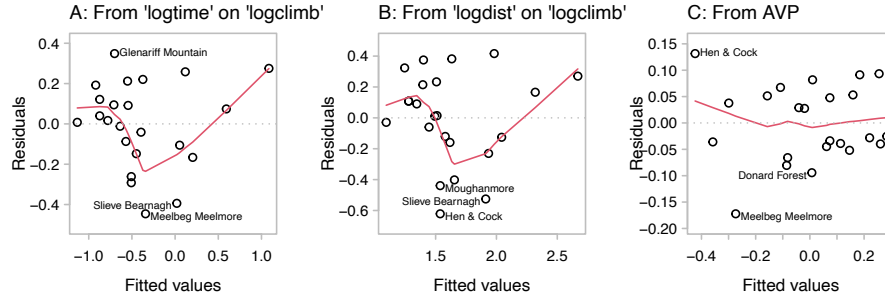 A: From 'logtime' on 'logclimb'
0.4
0.2
0.0
−0.2
−0.4
Residuals
Glenariff Mountain
Slieve Bearnagh
Meelbeg Meelmore
−1.0
−0.5
0.0
0.5
1.0
Fitted values
B: From 'logdist' on 'logclimb'
0.4
0.2
0.0
−0.2
−0.4
−0.6
Residuals
Moughanmore
Slieve Bearnagh
Hen & Cock
1.5
2.0
2.5
Fitted values
C: From AVP
0.15
0.10
0.05
0.00
−0.05
−0.10
−0.15
−0.20
Residuals
Hen & Cock
Donard Forest
Meelbeg Meelmore
−0.4
−0.2
0.0
0.2
Fitted values